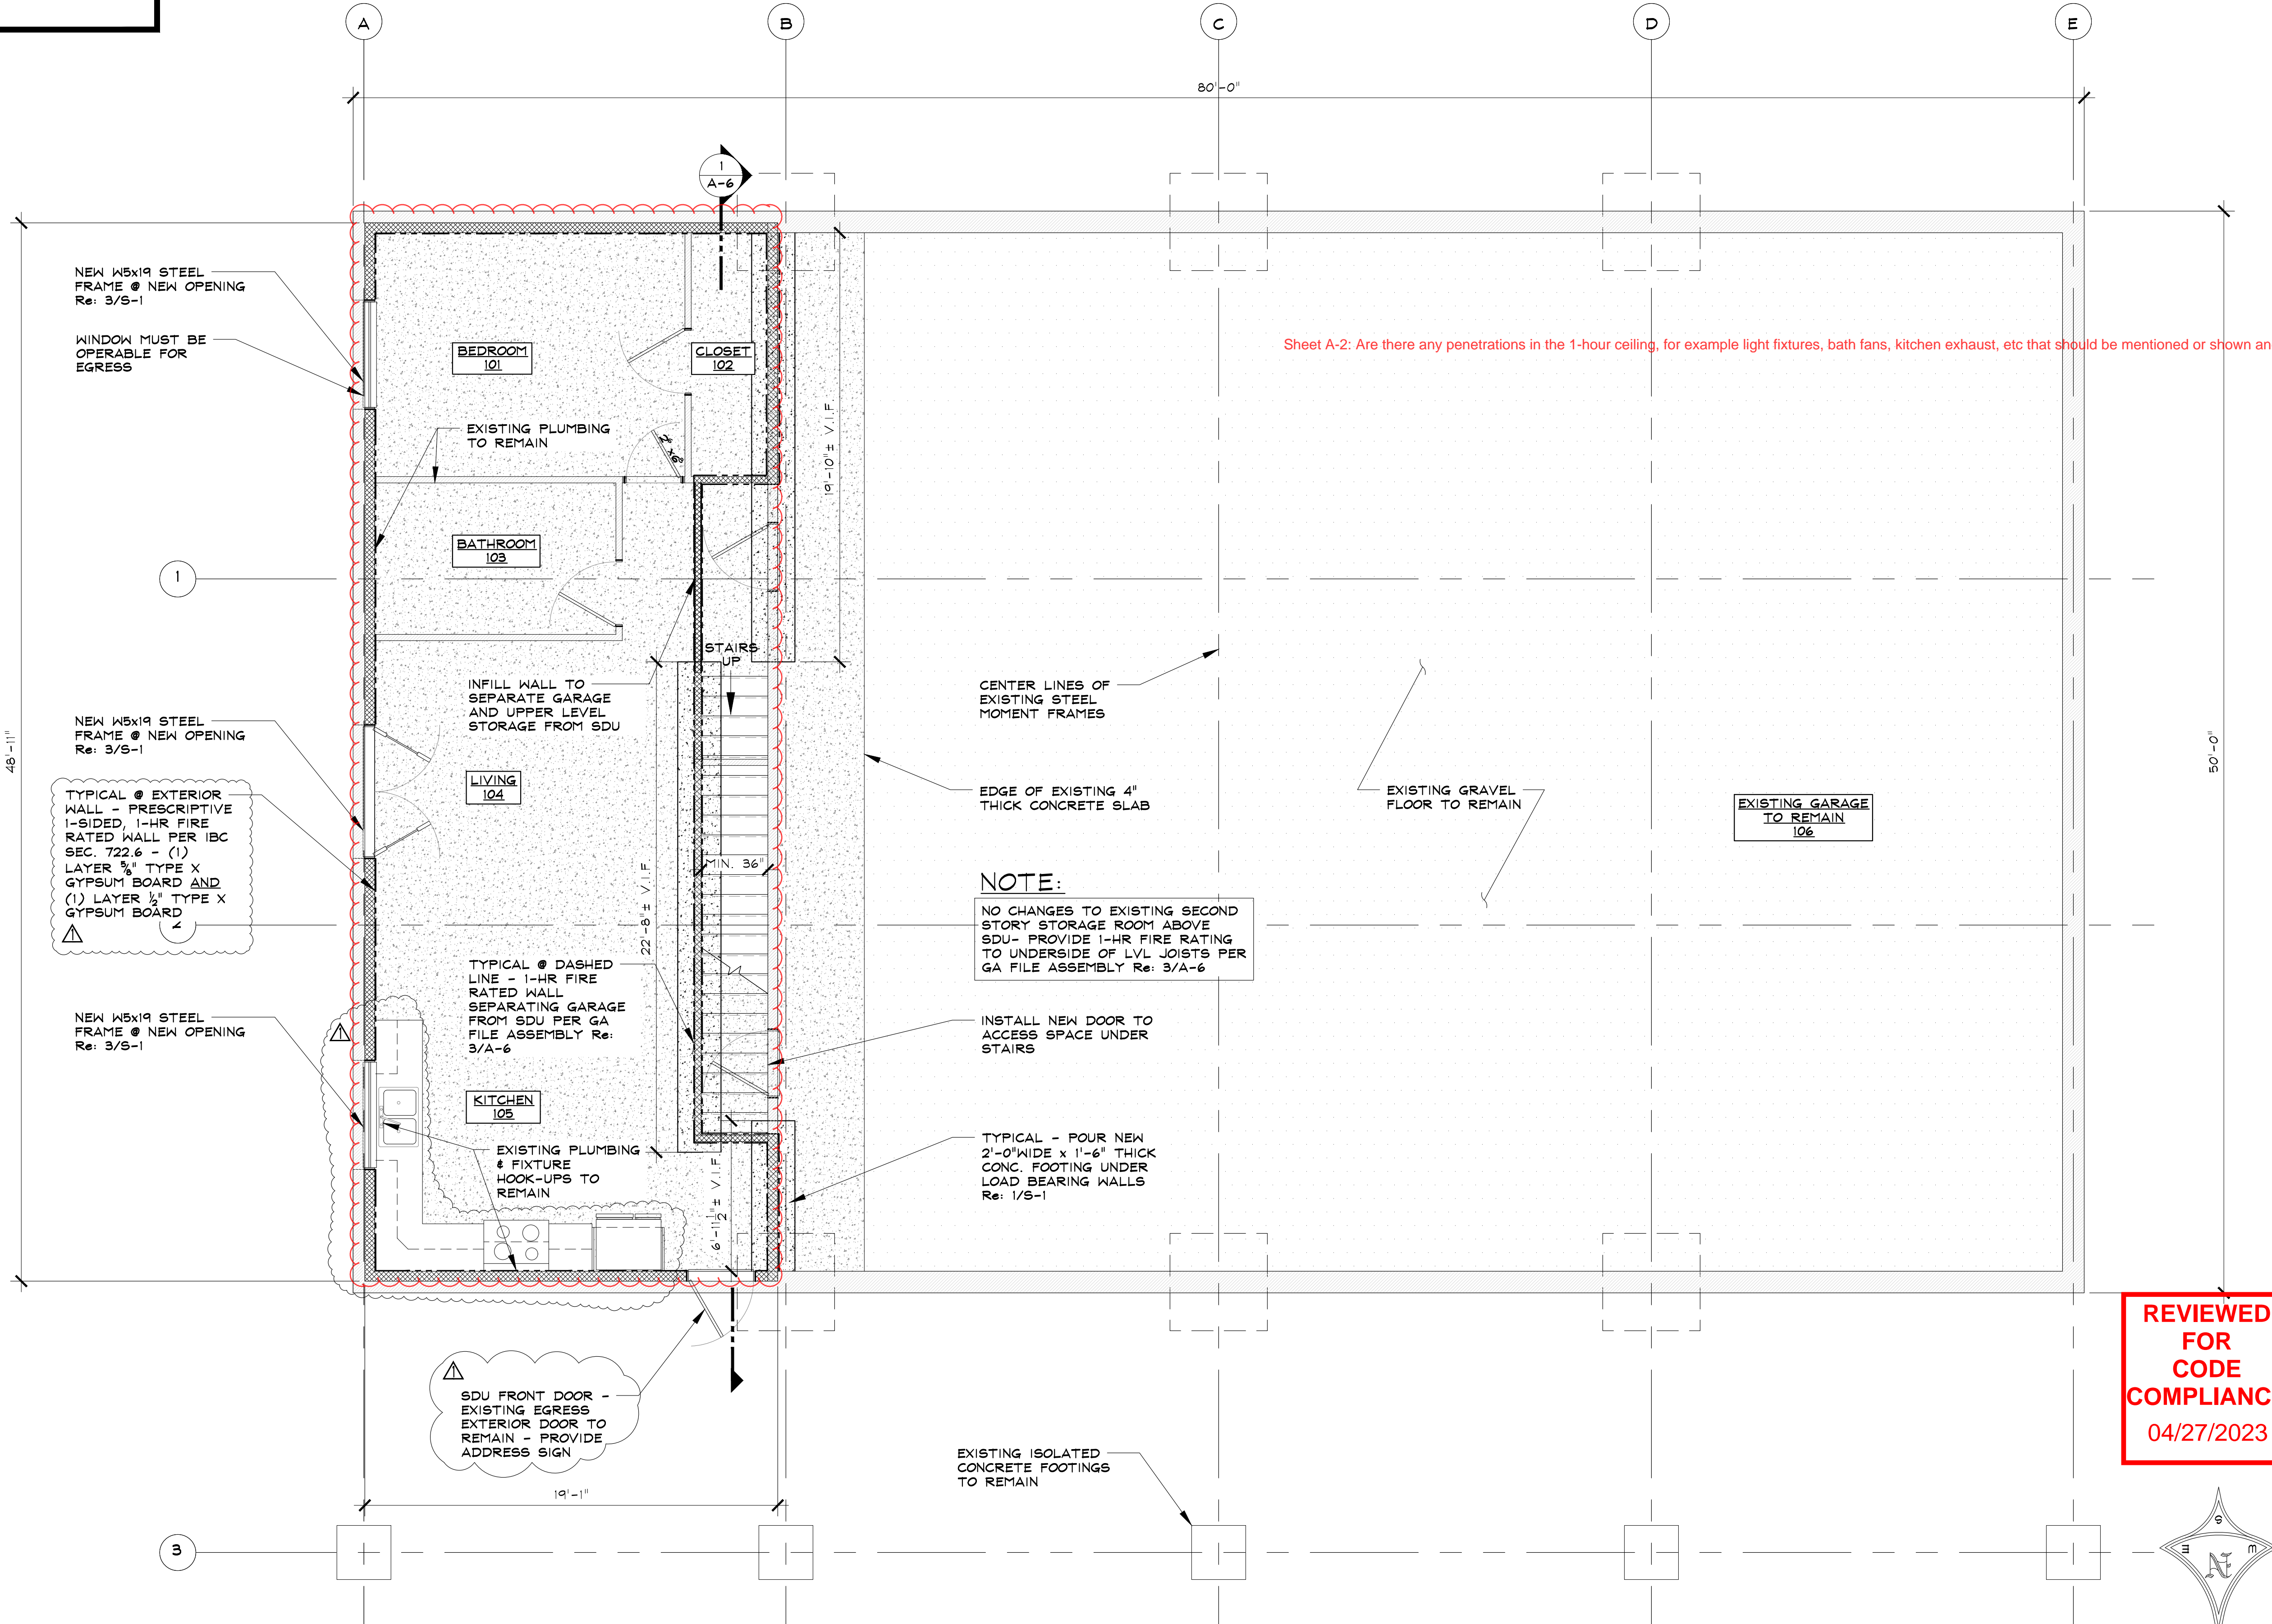 A
B
C
D
E
80'-0"
1
A-6
NEW W5x19 STEEL
FRAME @ NEW OPENING
Re: 3/S-1
WINDOW MUST BE
OPERABLE FOR
EGRESS
BEDROOM
101
CLOSET
102
Sheet A-2: Are there any penetrations in the 1-hour ceiling, for example light fixtures, bath fans, kitchen exhaust, etc that should be mentioned or shown an
EXISTING PLUMBING
TO REMAIN
19'-10"± V.I.F.
BATHROOM
103
1
STAIRS
UP
INFILL WALL TO
SEPARATE GARAGE
AND UPPER LEVEL
STORAGE FROM SDU
CENTER LINES OF
EXISTING STEEL
MOMENT FRAMES
NEW W5x19 STEEL
FRAME @ NEW OPENING
Re: 3/S-1
48'-11"
50'-0"
LIVING
104
EDGE OF EXISTING 4"
THICK CONCRETE SLAB
EXISTING GRAVEL
FLOOR TO REMAIN
EXISTING GARAGE
TO REMAIN
106
TYPICAL @ EXTERIOR
WALL - PRESCRIPTIVE
1-SIDED, 1-HR FIRE
RATED WALL PER IBC
SEC. 722.6 - (1)
LAYER 5/8" TYPE X
GYPSUM BOARD AND
(1) LAYER 1/2" TYPE X
GYPSUM BOARD
1
MIN. 36"
22'-8"± V.I.F.
NOTE:
NO CHANGES TO EXISTING SECOND
STORY STORAGE ROOM ABOVE
SDU- PROVIDE 1-HR FIRE RATING
TO UNDERSIDE OF LVL JOISTS PER
GA FILE ASSEMBLY Re: 3/A-6
TYPICAL @ DASHED
LINE - 1-HR FIRE
RATED WALL
SEPARATING GARAGE
FROM SDU PER GA
FILE ASSEMBLY Re:
3/A-6
NEW W5x19 STEEL
FRAME @ NEW OPENING
Re: 3/S-1
1
INSTALL NEW DOOR TO
ACCESS SPACE UNDER
STAIRS
KITCHEN
105
EXISTING PLUMBING
& FIXTURE
HOOK-UPS TO
REMAIN
6'-11 1/2"± V.I.F.
TYPICAL - POUR NEW
2'-0"WIDE x 1'-6" THICK
CONC. FOOTING UNDER
LOAD BEARING WALLS
Re: 1/S-1
REVIEWED
FOR
CODE
COMPLIANC
04/27/2023
1
SDU FRONT DOOR -
EXISTING EGRESS
EXTERIOR DOOR TO
REMAIN - PROVIDE
ADDRESS SIGN
EXISTING ISOLATED
CONCRETE FOOTINGS
TO REMAIN
19'-1"
3
S
E
W
N